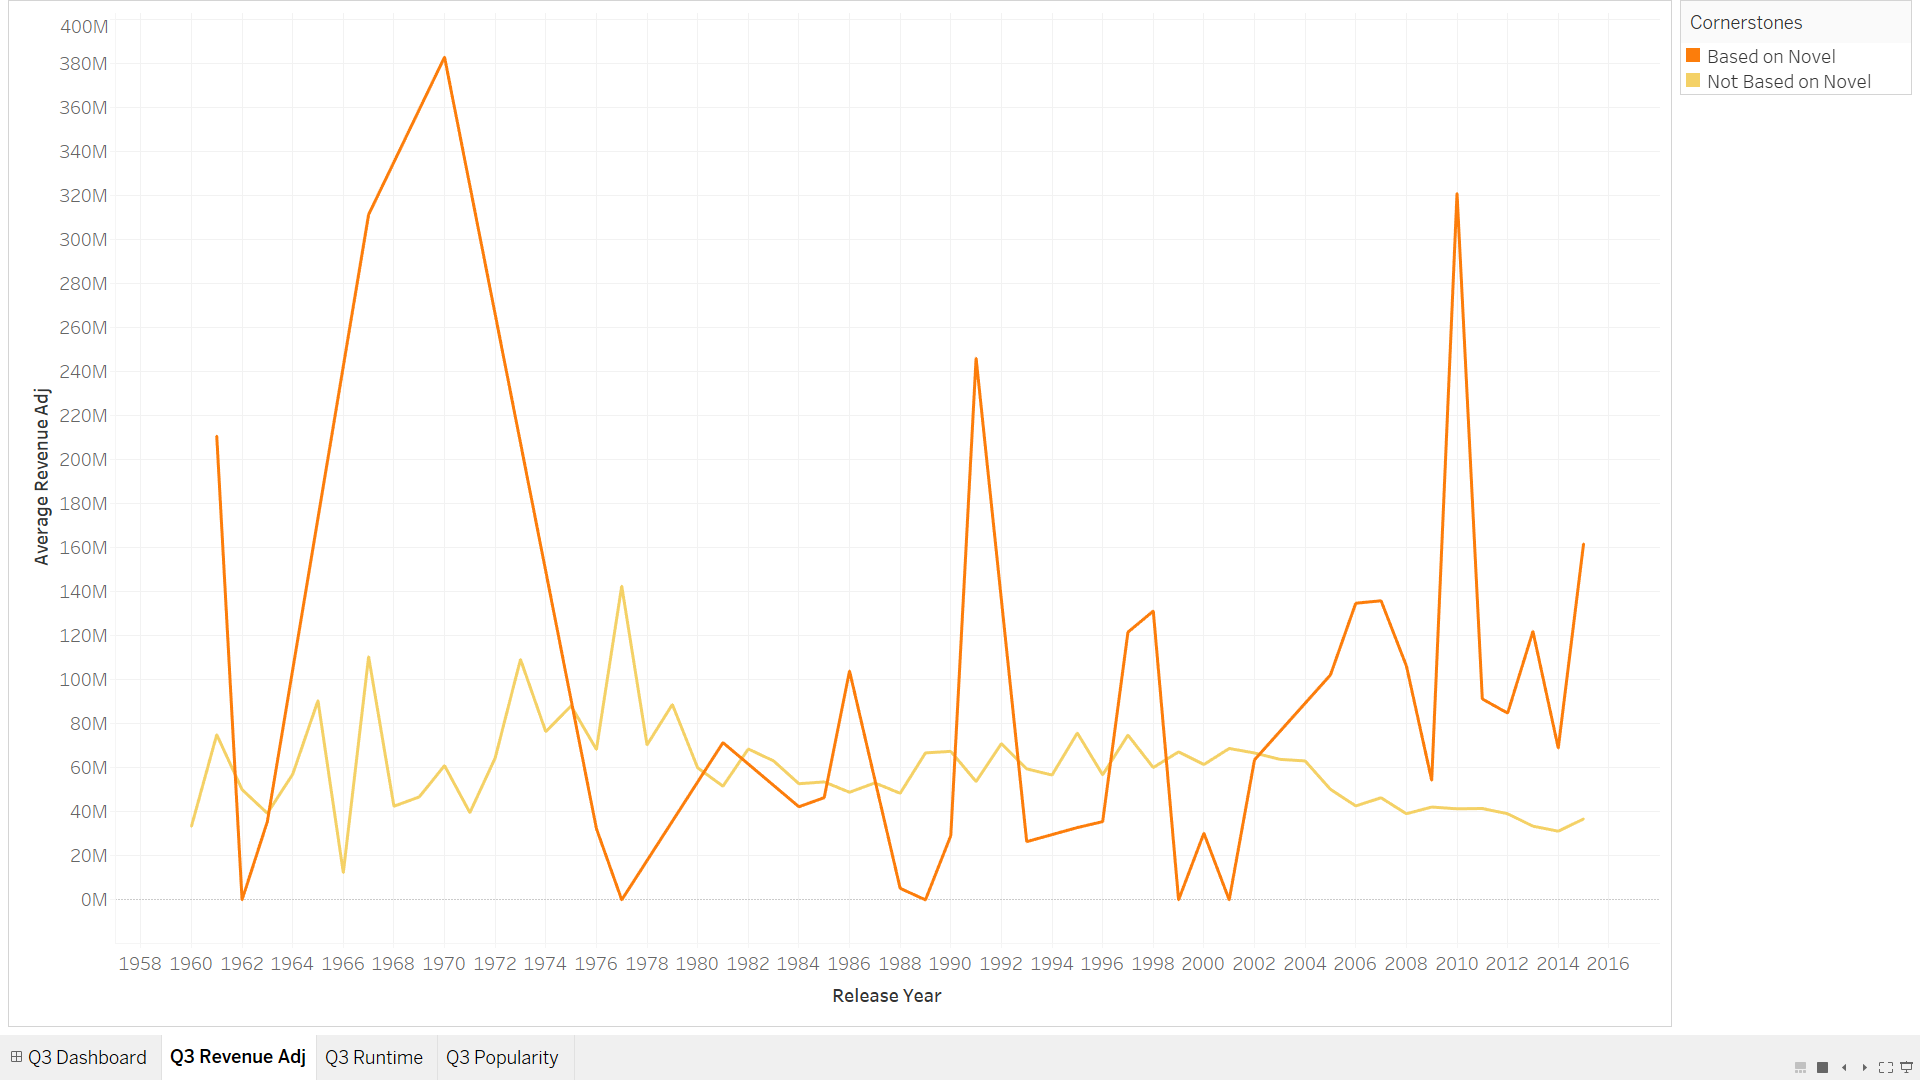 Cornerstones
Based on Novel
Not Based on Novel
400M
380M
360M
340M
320M
300M
280M
260M
240M
220M
200M
180M
160M
140M
120M
100M
80M
60M
40M
20M
0M
Average Revenue Adj
1958 1960 1962 1964 1966 1968 1970 1972 1974 1976 1978 1980 1982 1984 1986 1988 1990 1992 1994 1996 1998 2000 2002 2004 2006 2008 2010 2012 2014 2016
Release Year
Q3 Dashboard Q3 Revenue Adj Q3 Runtime Q3 Popularity